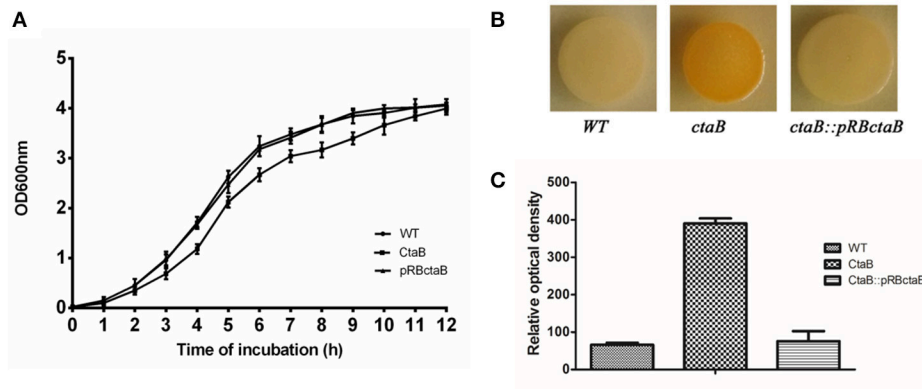 A
OD600nm
5
4
3
2
1
0
0 1 2 3 4 5 6 7 8 9 10 11 12
Time of incubation (h)
WT
CtaB
pRBctaB
B
WT ctaB ctaB::pRBctaB
C
Relative optical density
500
400
300
200
100
0
WT
CtaB
CtaB::pRBctaB